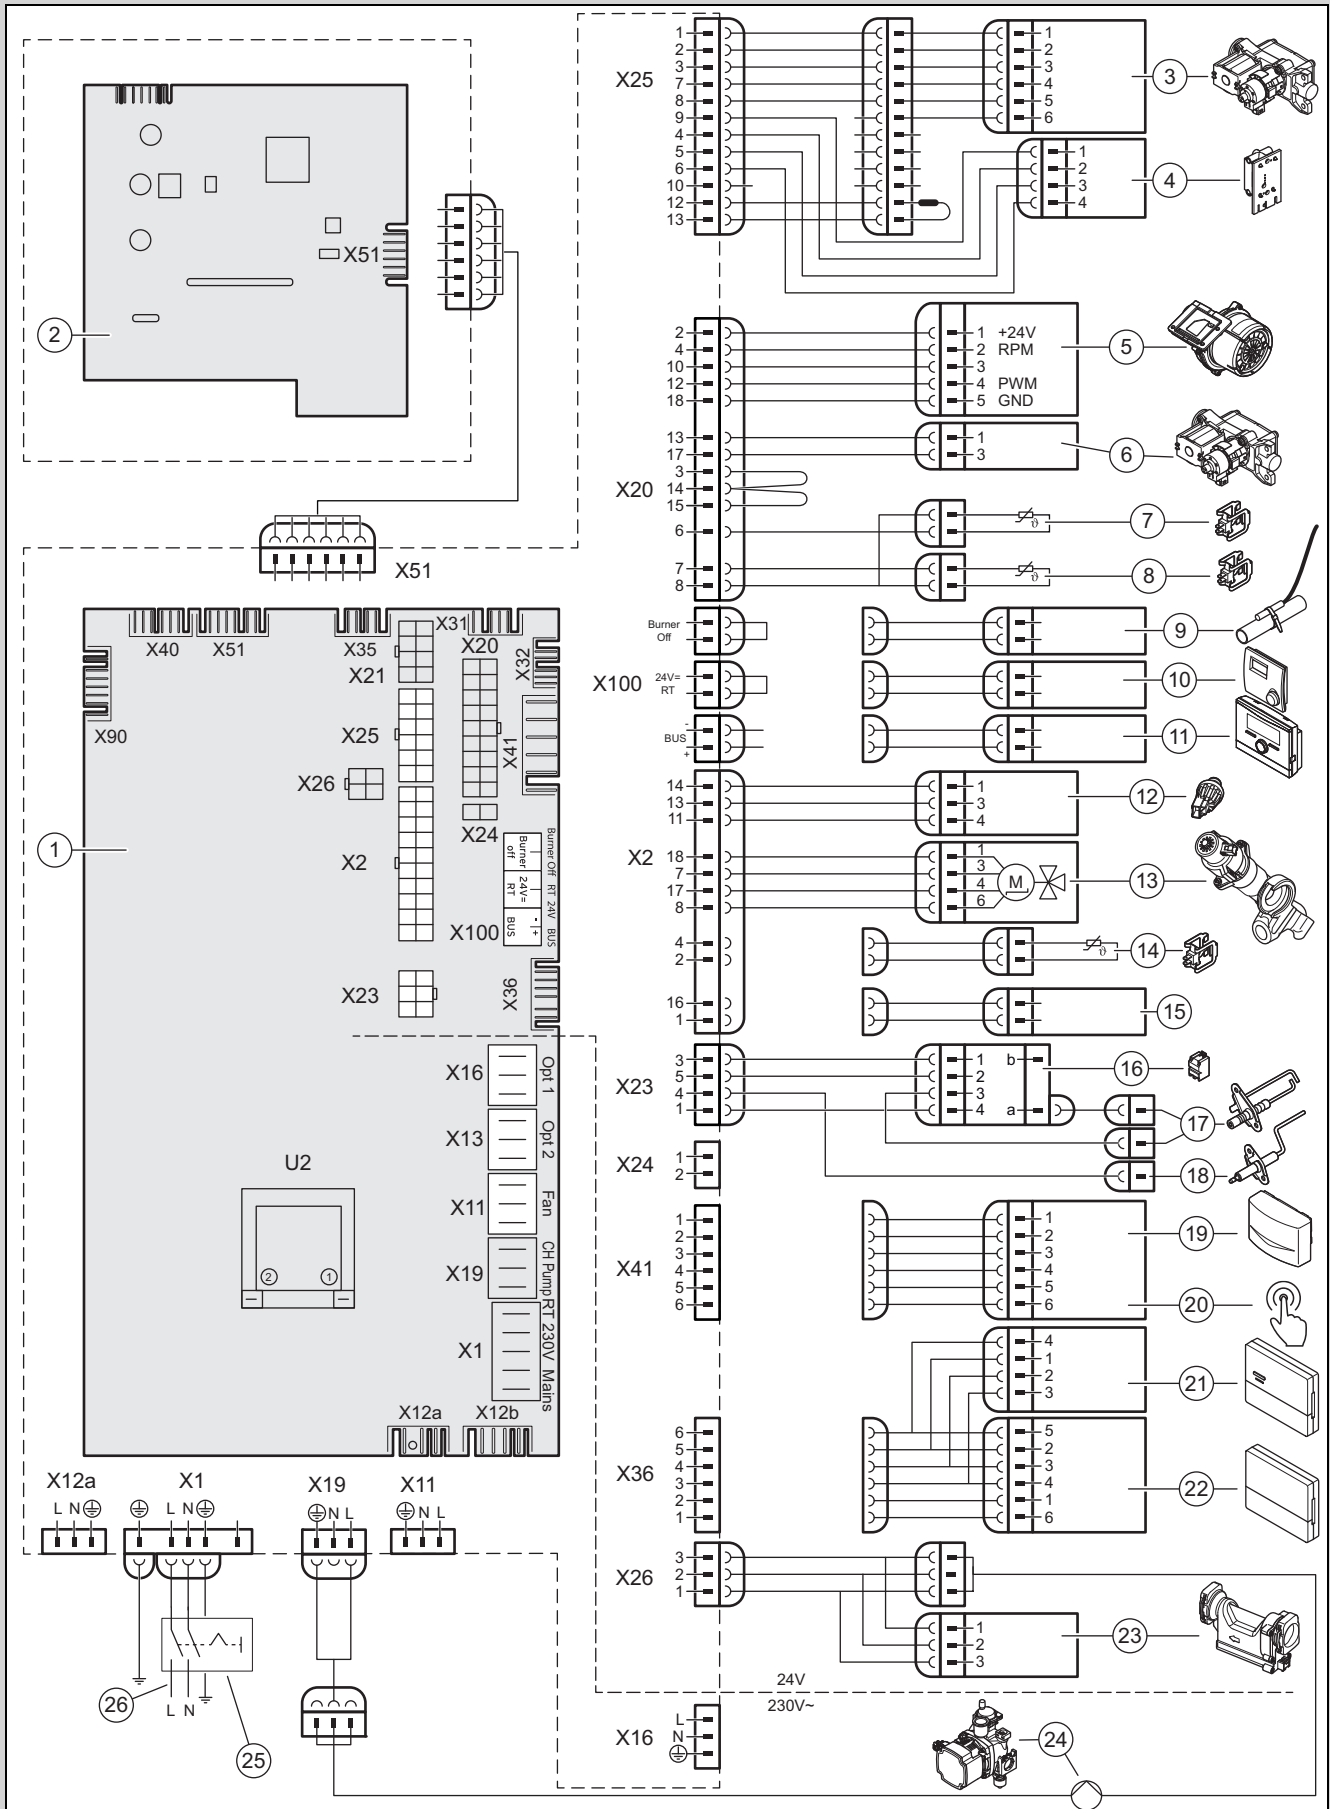 X25
1
2
3
7
8
9
4
5
6
10
12
13
1
2
3
4
5
6
3
1
2
3
4
4
X51
2
X20
2
4
10
12
18
13
17
3
14
15
6
7
8
1 +24V
2 RPM
3
4 PWM
5 GND
5
1
3
6
ϑ
7
ϑ
8
X51
X100
Burner
Off
24V=
RT
-
BUS
+
9
10
11
X40
X51
X35
X31
X21
X20
X32
X90
X25
X41
X26
X24
X2
Burner
off
24V=
RT
- +
BUS
Burner Off RT 24V BUS
X100
X23
X36
1
X16
Opt 1
X13
Opt 2
X11
Fan
X19
CH Pump
X1
RT 230V Mains
U2
2
1
X12a
X12b
X2
14
13
11
18
7
17
8
4
2
16
1
1
3
4
12
1
3
4
6
M
13
ϑ
14
15
X23
3
5
4
1
1
2
3
4
b
a
16
17
18
X24
1
2
X41
1
2
3
4
5
6
1
2
3
4
5
6
19
20
4
1
2
3
21
X36
6
5
4
3
2
1
5
2
3
4
1
6
22
X26
3
2
1
1
2
3
23
24V
230V~
X16
L
N
24
X12a
L N
X1
L N
X19
N L
X11
N L
26
L N
25